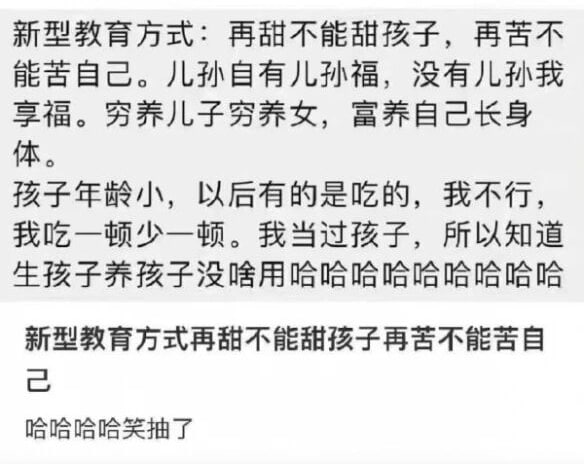 新型教育方式：再甜不能甜孩子，再苦不
能苦自己。儿孙自有儿孙福，没有儿孙我
享福。穷养儿子穷养女，富养自己长身
体。
孩子年龄小，以后有的是吃的，我不行，
我吃一顿少一顿。我当过孩子，所以知道
生孩子养孩子没啥用哈哈哈哈哈哈哈哈哈
新型教育方式再甜不能甜孩子再苦不能苦自
己
哈哈哈哈笑抽了